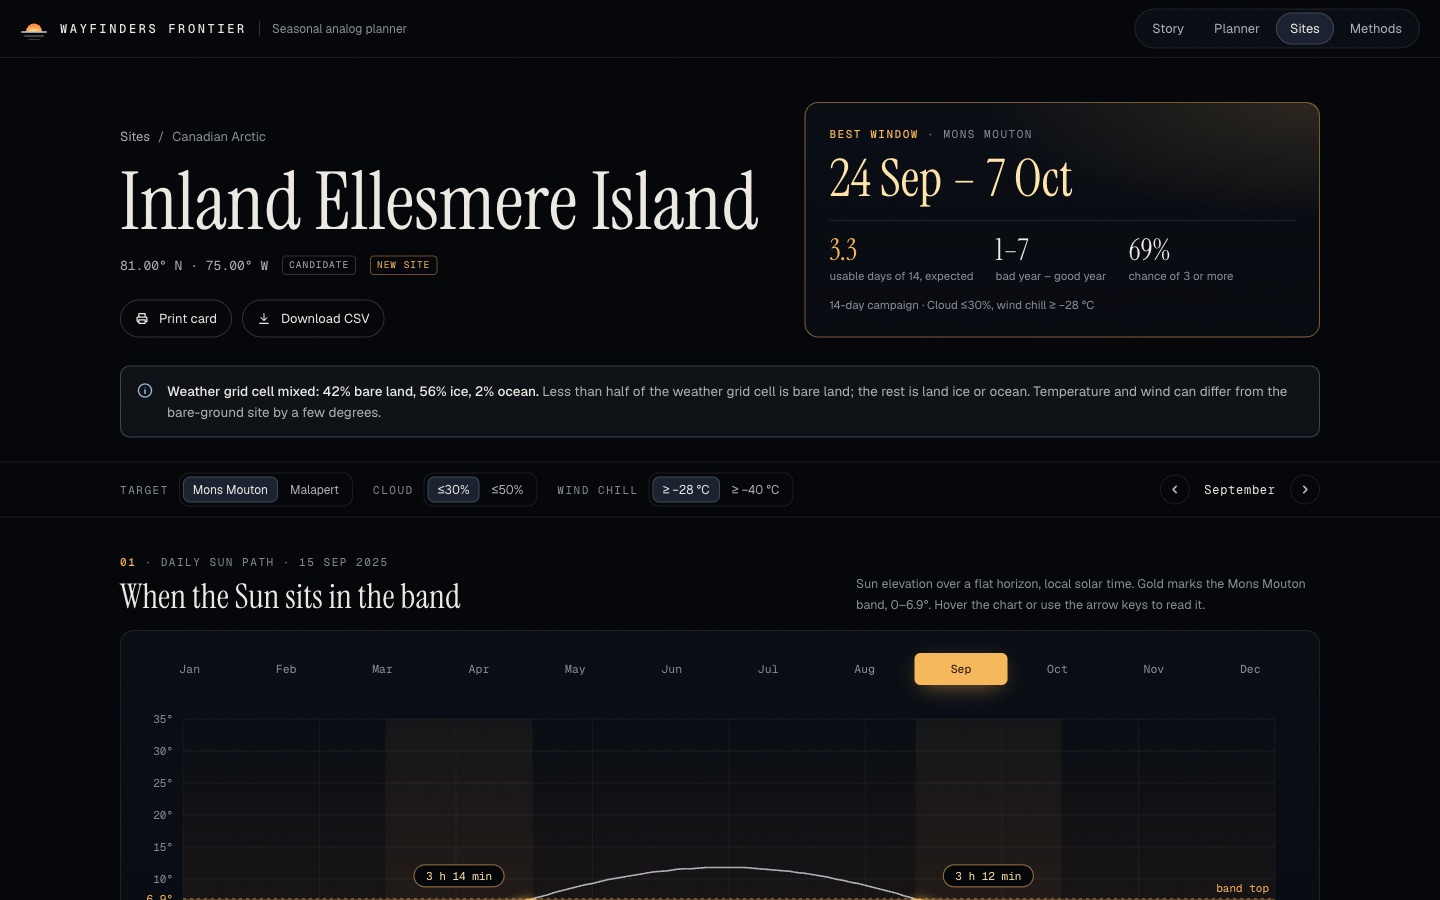 WAYFINDERS FRONTIER
Seasonal analog planner
Story
Planner
Sites
Methods
Sites / Canadian Arctic
Inland Ellesmere Island
81.00° N · 75.00° W
CANDIDATE
NEW SITE
Print card
Download CSV
BEST WINDOW · MONS MOUTON
24 Sep – 7 Oct
3.3
usable days of 14, expected
1–7
bad year – good year
69%
chance of 3 or more
14-day campaign · Cloud ≤30%, wind chill ≥ −28 °C
Weather grid cell mixed: 42% bare land, 56% ice, 2% ocean. Less than half of the weather grid cell is bare land; the rest is land ice or ocean. Temperature and wind can differ from the
bare-ground site by a few degrees.
TARGET
Mons Mouton
Malapert
CLOUD
≤30%
≤50%
WIND CHILL
≥ −28 °C
≥ −40 °C
September
01 · DAILY SUN PATH · 15 SEP 2025
When the Sun sits in the band
Sun elevation over a flat horizon, local solar time. Gold marks the Mons Mouton
band, 0–6.9°. Hover the chart or use the arrow keys to read it.
Jan
Feb
Mar
Apr
May
Jun
Jul
Aug
Sep
Oct
Nov
Dec
35°
30°
25°
20°
15°
10°
3 h 14 min
3 h 12 min
band top
6.9°